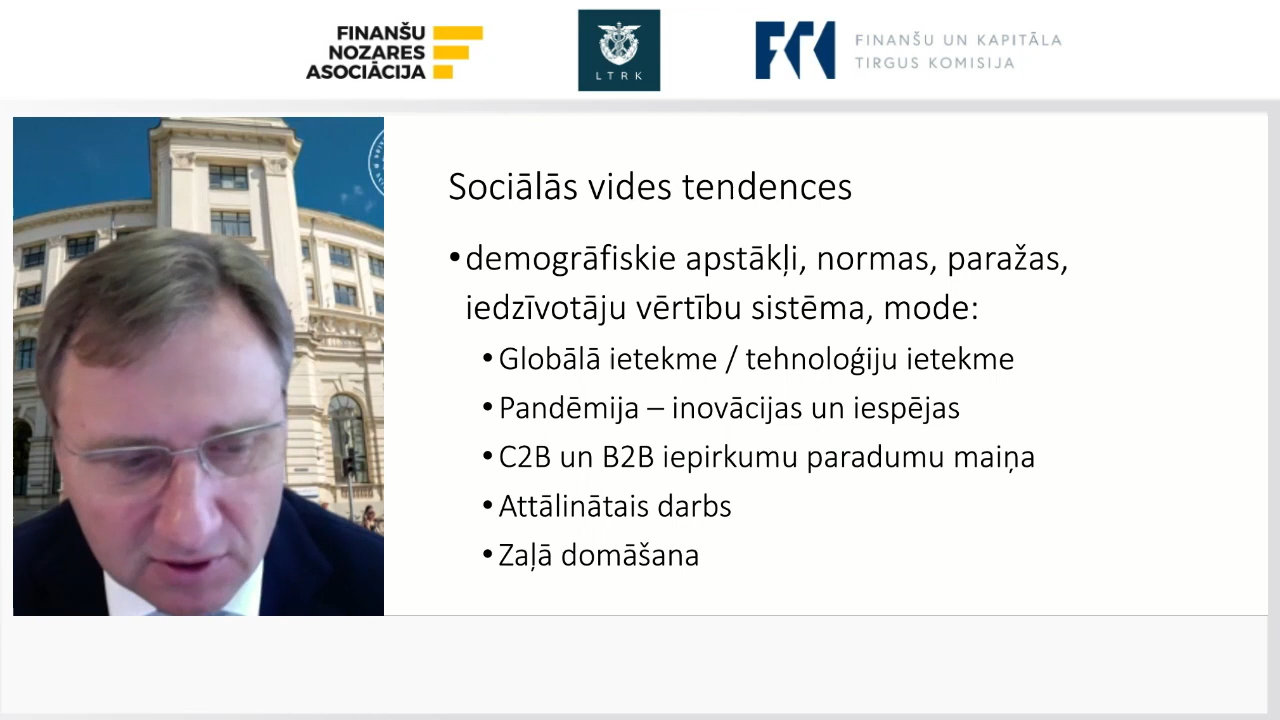 FINANŠU
NOZARES
ASOCIĀCIJA
LTRK
FINANŠU UN KAPITĀLA
TIRGUS KOMISIJA
Sociālās vides tendences
•demogrāfiskie apstākļi, normas, paražas,
iedzīvotāju vērtību sistēma, mode:
•Globālā ietekme / tehnoloģiju ietekme
•Pandēmija – inovācijas un iespējas
•C2B un B2B iepirkumu paradumu maiņa
•Attālinātais darbs
•Zaļā domāšana